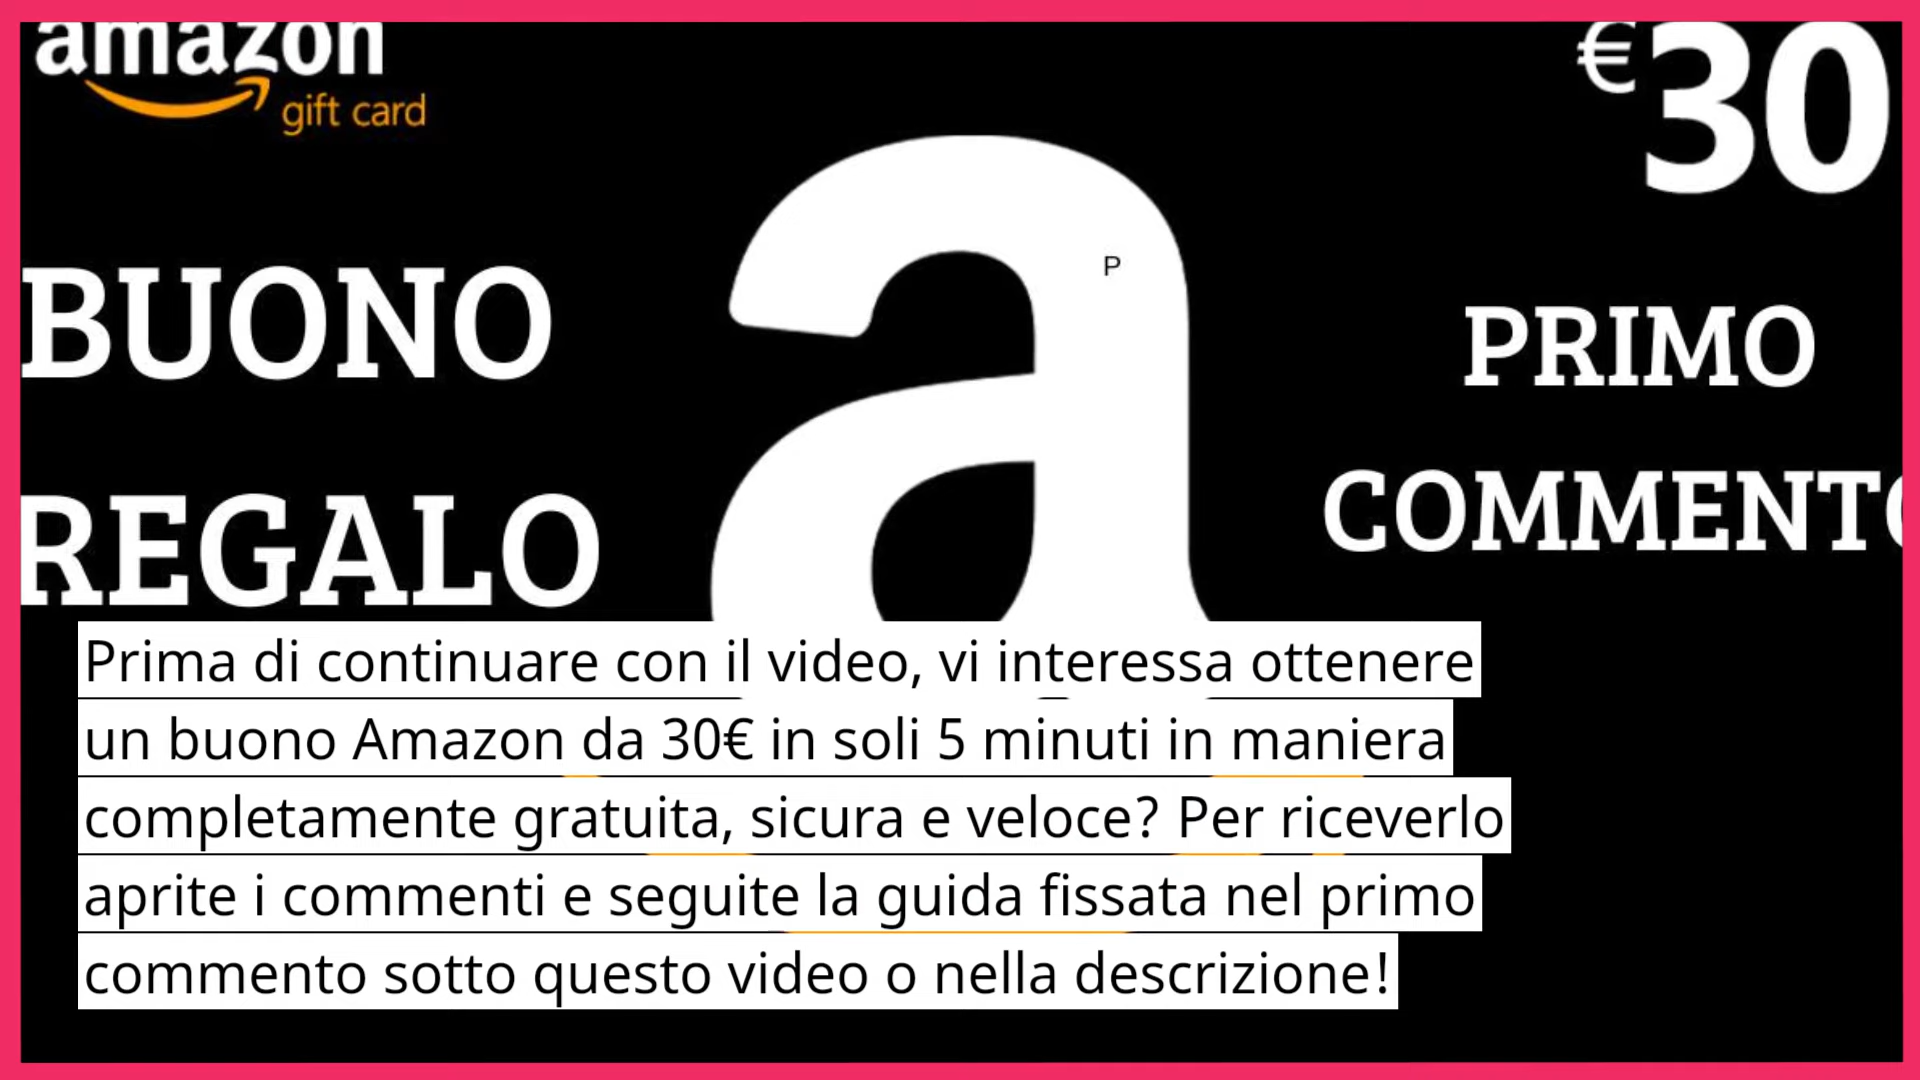 amazon
gift card
€30
BUONO
REGALO
P
PRIMO
COMMENTO
Prima di continuare con il video, vi interessa ottenere
un buono Amazon da 30€ in soli 5 minuti in maniera
completamente gratuita, sicura e veloce? Per riceverlo
aprite i commenti e seguite la guida fissata nel primo
commento sotto questo video o nella descrizione!